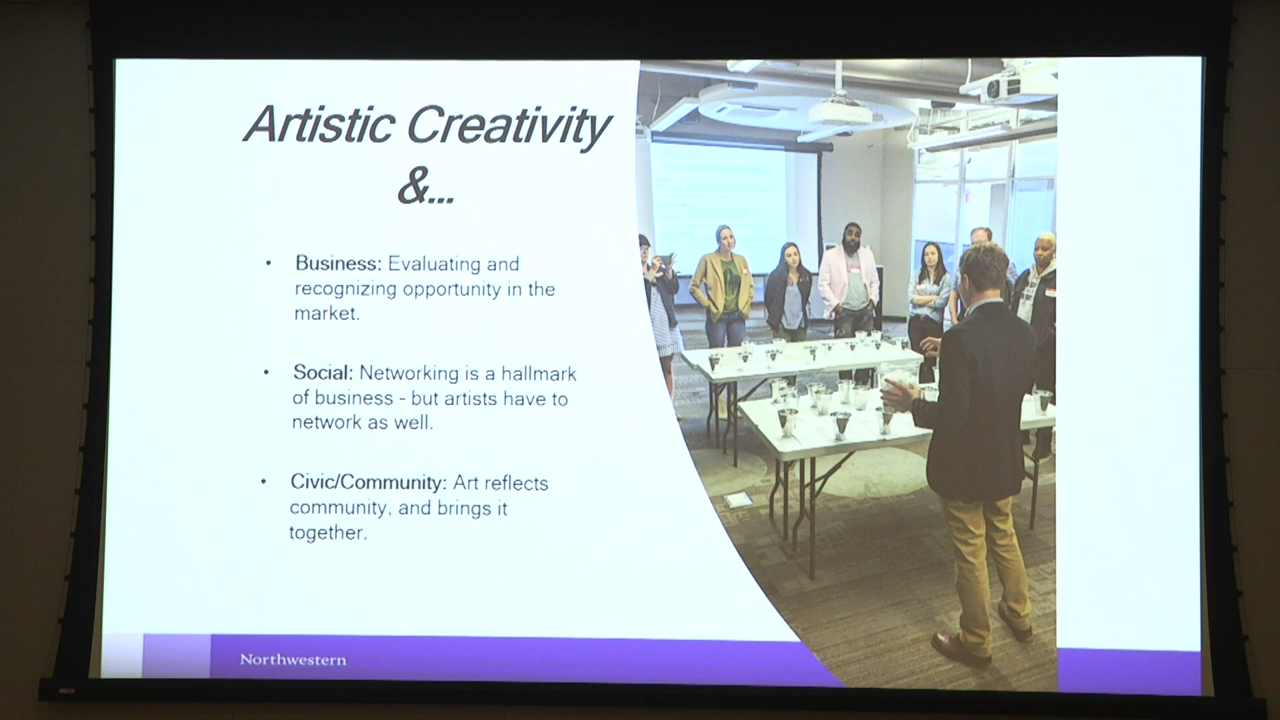 Artistic Creativity
&...
• Business: Evaluating and
recognizing opportunity in the
market.
• Social: Networking is a hallmark
of business - but artists have to
network as well.
• Civic/Community: Art reflects
community, and brings it
together.
Northwestern